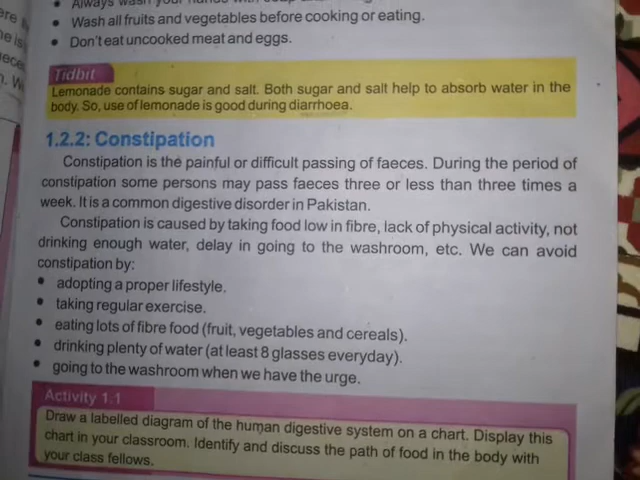 Always wash your hands with soap
Wash all fruits and vegetables before cooking or eating.
Don't eat uncooked meat and eggs.
Tidbit
Lemonade contains sugar and salt. Both sugar and salt help to absorb water in the
body. So, use of lemonade is good during diarrhoea.
1.2.2: Constipation
Constipation is the painful or difficult passing of faeces. During the period of
constipation some persons may pass faeces three or less than three times a
week. It is a common digestive disorder in Pakistan.
Constipation is caused by taking food low in fibre, lack of physical activity, not
drinking enough water, delay in going to the washroom, etc. We can avoid
constipation by:
• adopting a proper lifestyle.
• taking regular exercise.
• eating lots of fibre food (fruit, vegetables and cereals).
• drinking plenty of water (at least 8 glasses everyday).
• going to the washroom when we have the urge.
Activity 1.1
Draw a labelled diagram of the human digestive system on a chart. Display this
chart in your classroom. Identify and discuss the path of food in the body with
your class fellows.